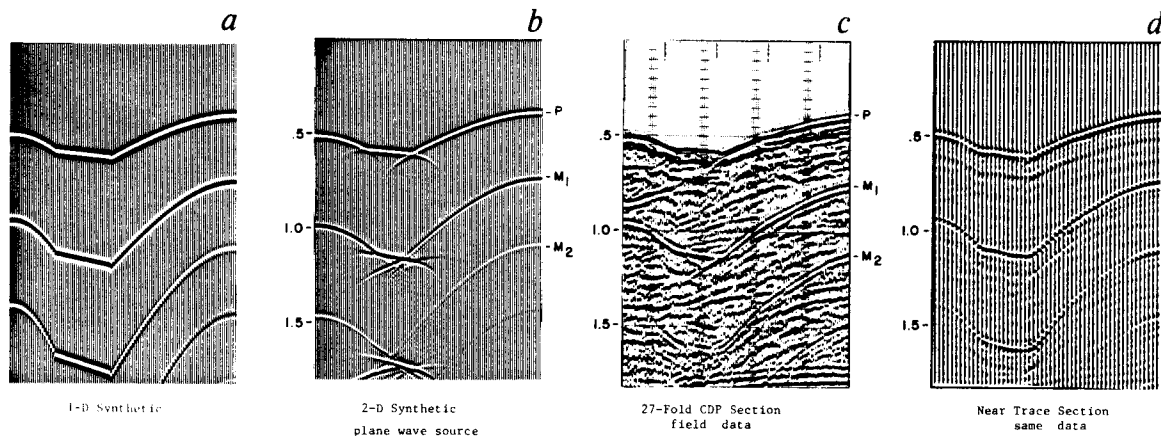 a
b
c
d
.5-
1.0-
1.5-
-P
-M1
-M2
.5-
1.0-
1.5-
-P
-M1
-M2
.5-
1.0-
1.5-
1-D Synthetic
2-D Synthetic
plane wave source
27-Fold CDP Section
field data
Near Trace Section
same data